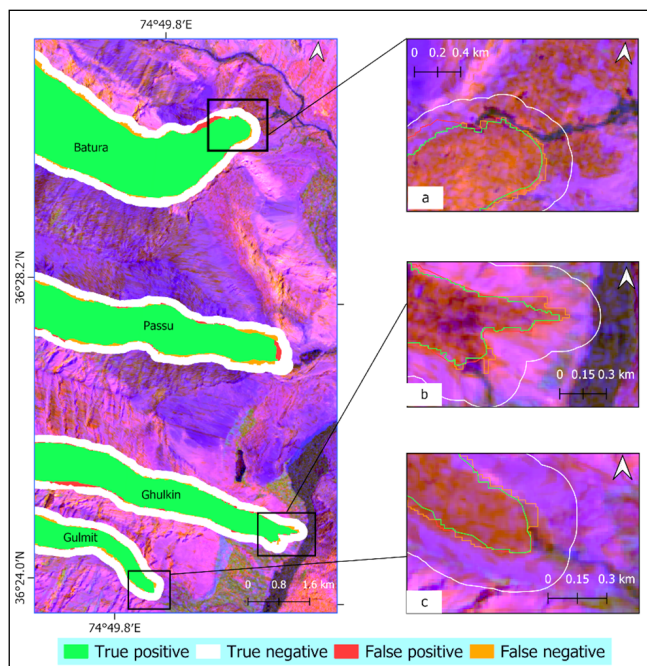 74°49.8’E
0 0.2 0.4 km
Batura
a
36°28.2’N
Passu
0 0.15 0.3 km
b
Ghulkin
Gulmit
36°24.0’N
0 0.8 1.6 km
0 0.15 0.3 km
c
74°49.8’E
True positive True negative False positive False negative